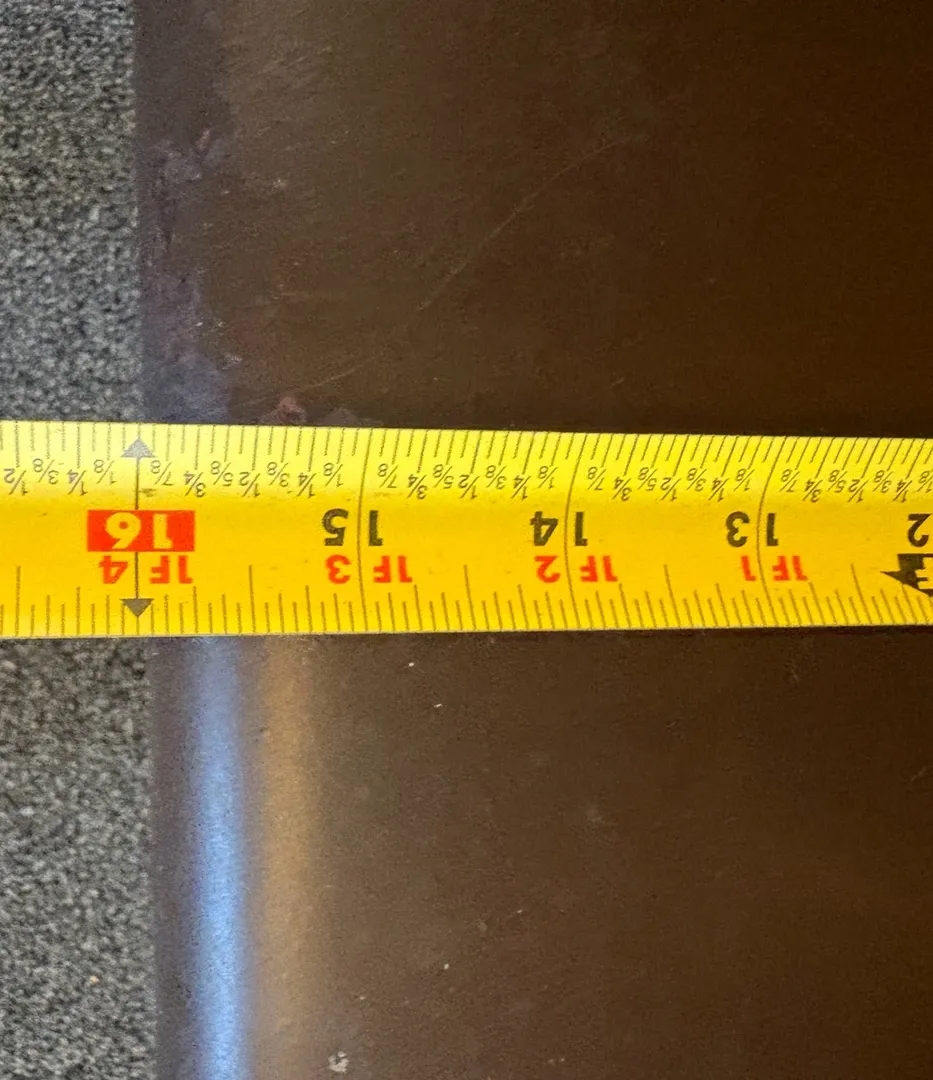 1F 1 1F 2 1F 3 1F 4
2 13 14 15 16
⅛ ¼ ⅜ ½ ⅝ ¾ ⅞ ⅛ ¼ ⅜ ½ ⅝ ¾ ⅞ ⅛ ¼ ⅜ ½ ⅝ ¾ ⅞ ⅛ ¼ ⅜ ½ ⅝ ¾ ⅞ ⅛ ¼ ⅜ ½